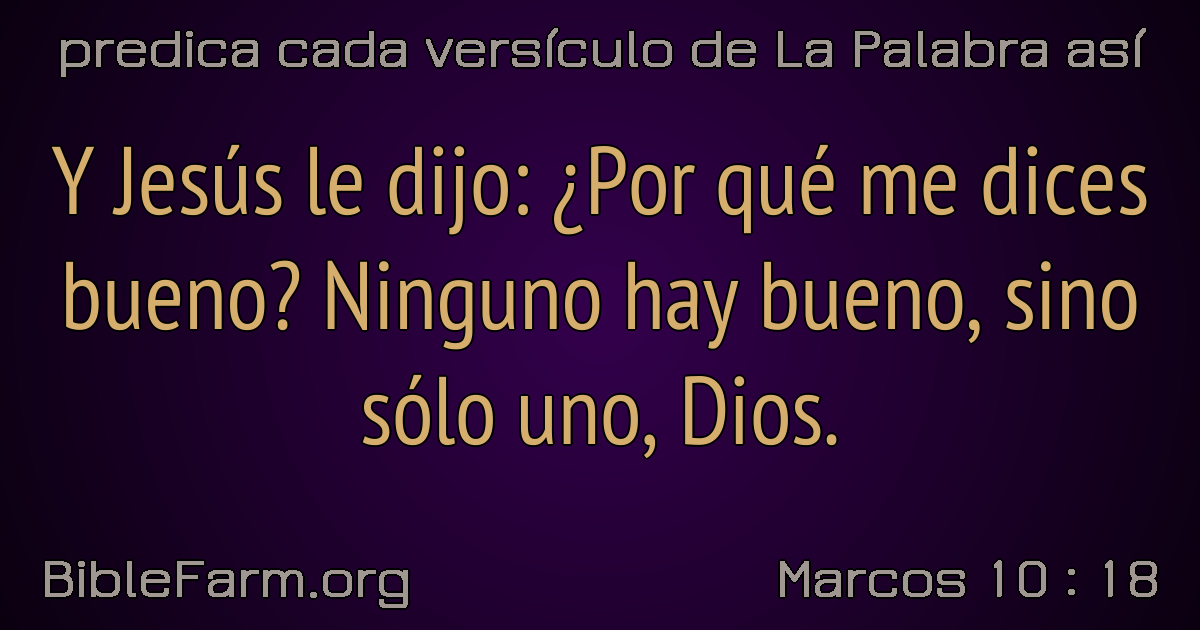 predica cada versículo de La Palabra así
Y Jesús le dijo: ¿Por qué me dices
bueno? Ninguno hay bueno, sino
sólo uno, Dios.
BibleFarm.org
Marcos 10 : 18